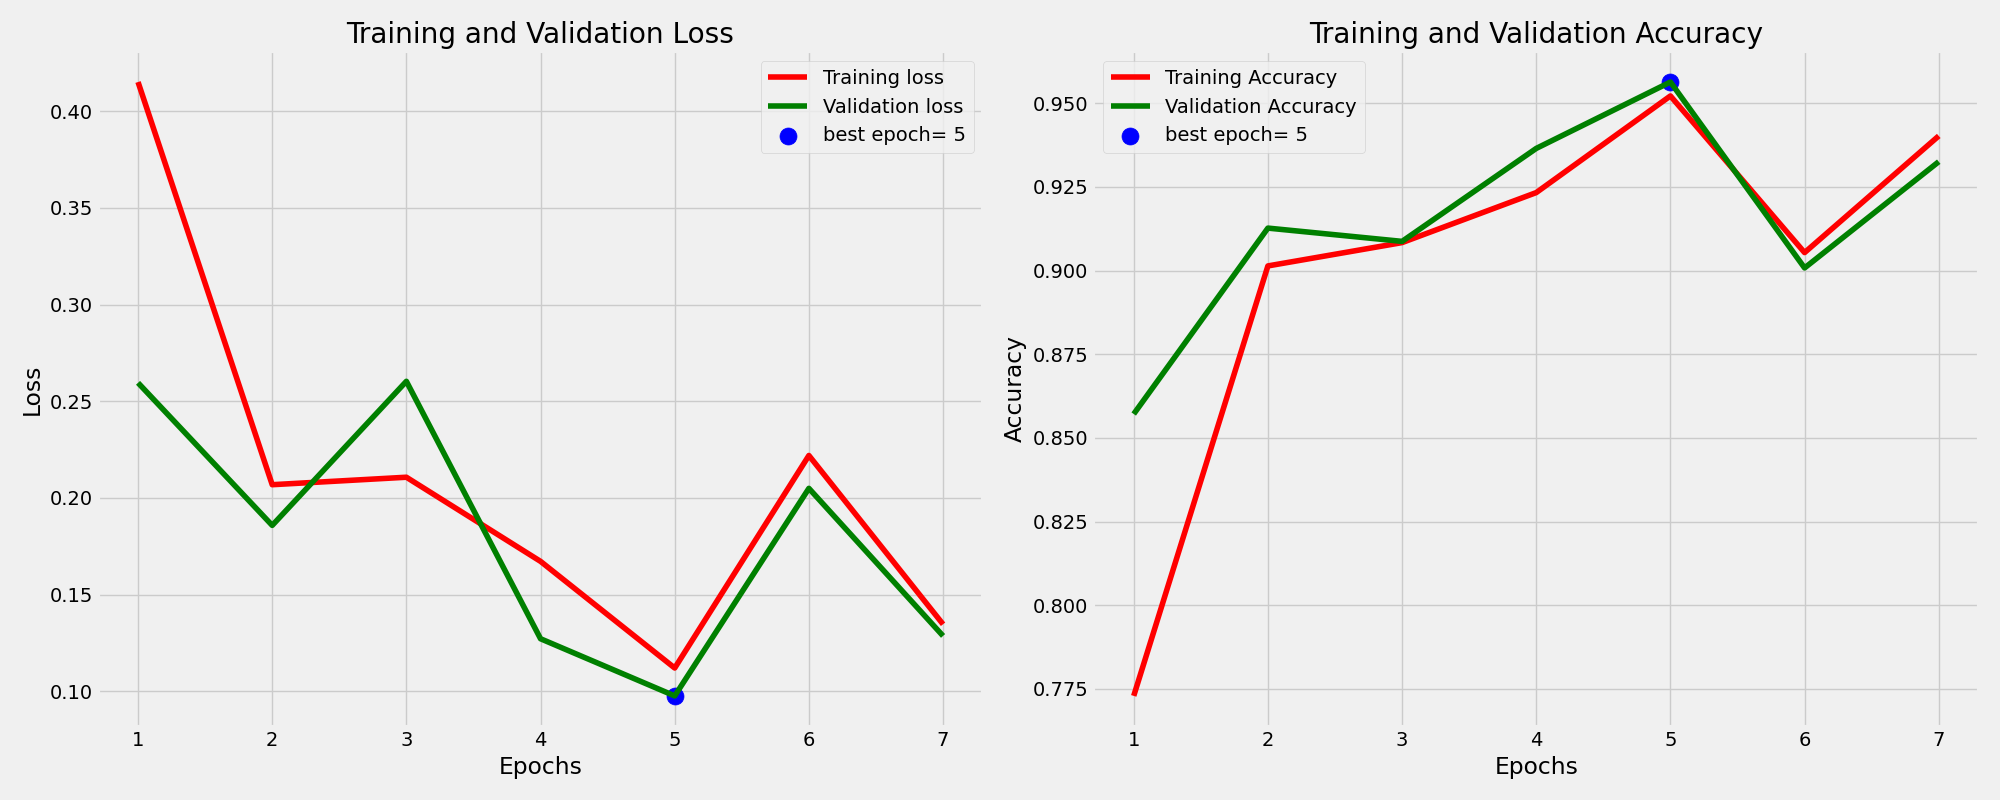 Training and Validation Loss
Training loss
Validation loss
best epoch= 5
0.40
0.35
0.30
0.25
0.20
0.15
0.10
Loss
1 2 3 4 5 6 7
Epochs
Training and Validation Accuracy
Training Accuracy
Validation Accuracy
best epoch= 5
0.950
0.925
0.900
0.875
0.850
0.825
0.800
0.775
Accuracy
1 2 3 4 5 6 7
Epochs